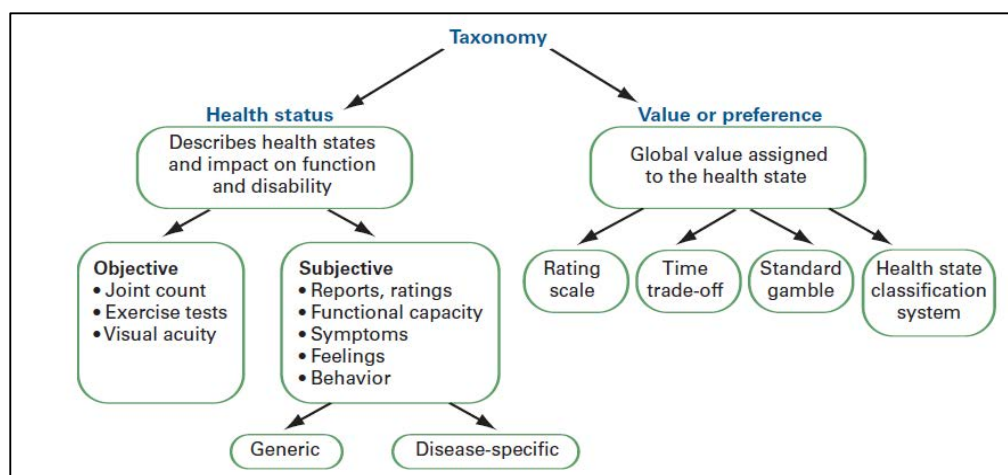 Taxonomy
Health status
Describes health states
and impact on function
and disability
Value or preference
Global value assigned
to the health state
Objective
• Joint count
• Exercise tests
• Visual acuity
Subjective
• Reports, ratings
• Functional capacity
• Symptoms
• Feelings
• Behavior
Rating
scale
Time
trade-off
Standard
gamble
Health state
classification
system
Generic
Disease-specific